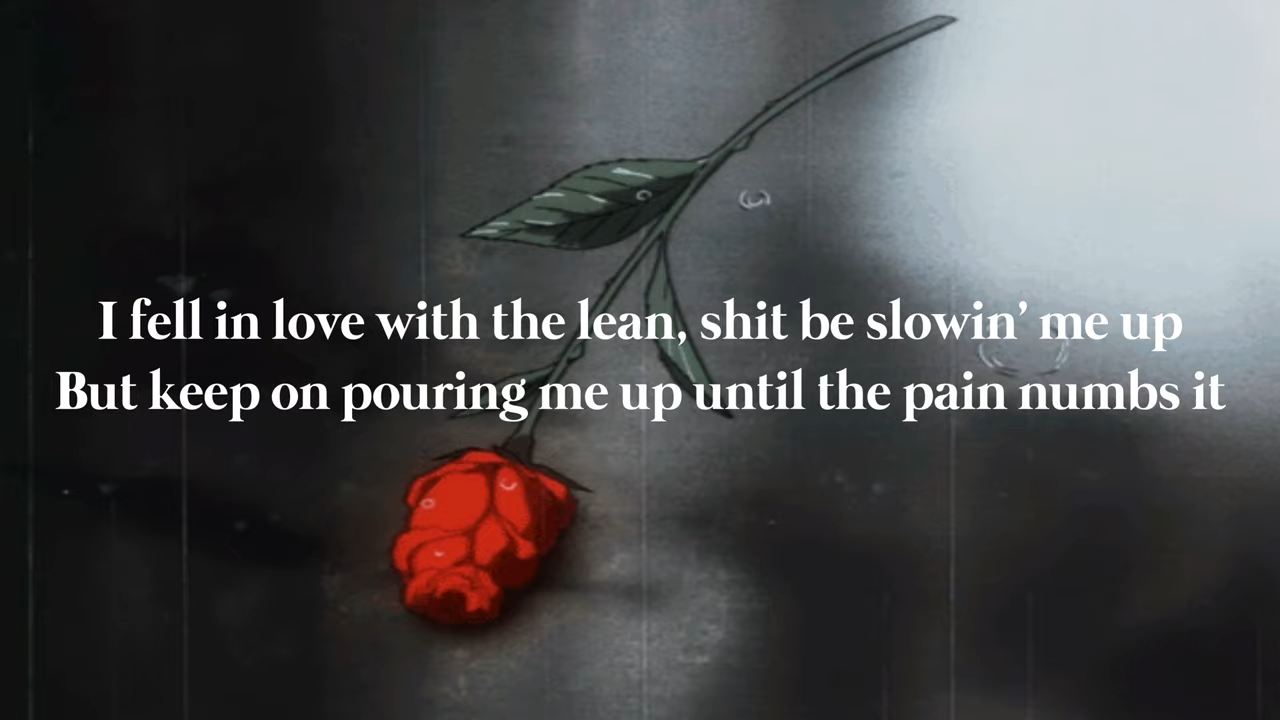 I fell in love with the lean, shit be slowin’ me up
But keep on pouring me up until the pain numbs it